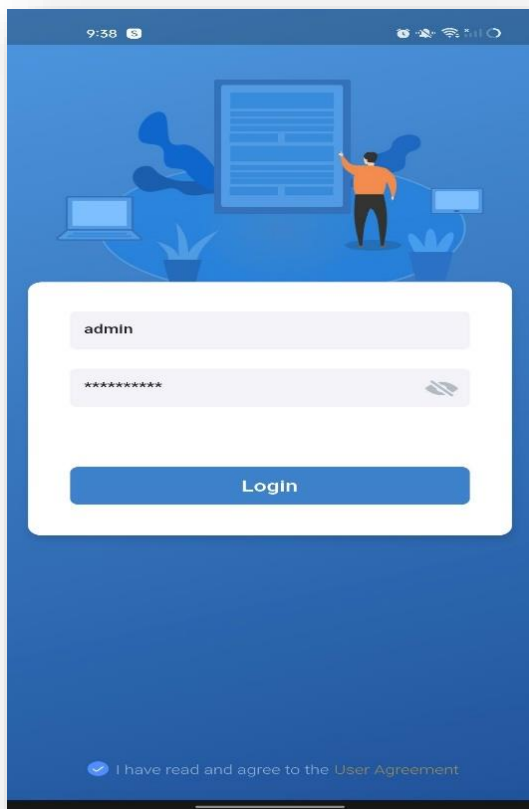 9:38 S
admin
**********
Login
I have read and agree to the User Agreement